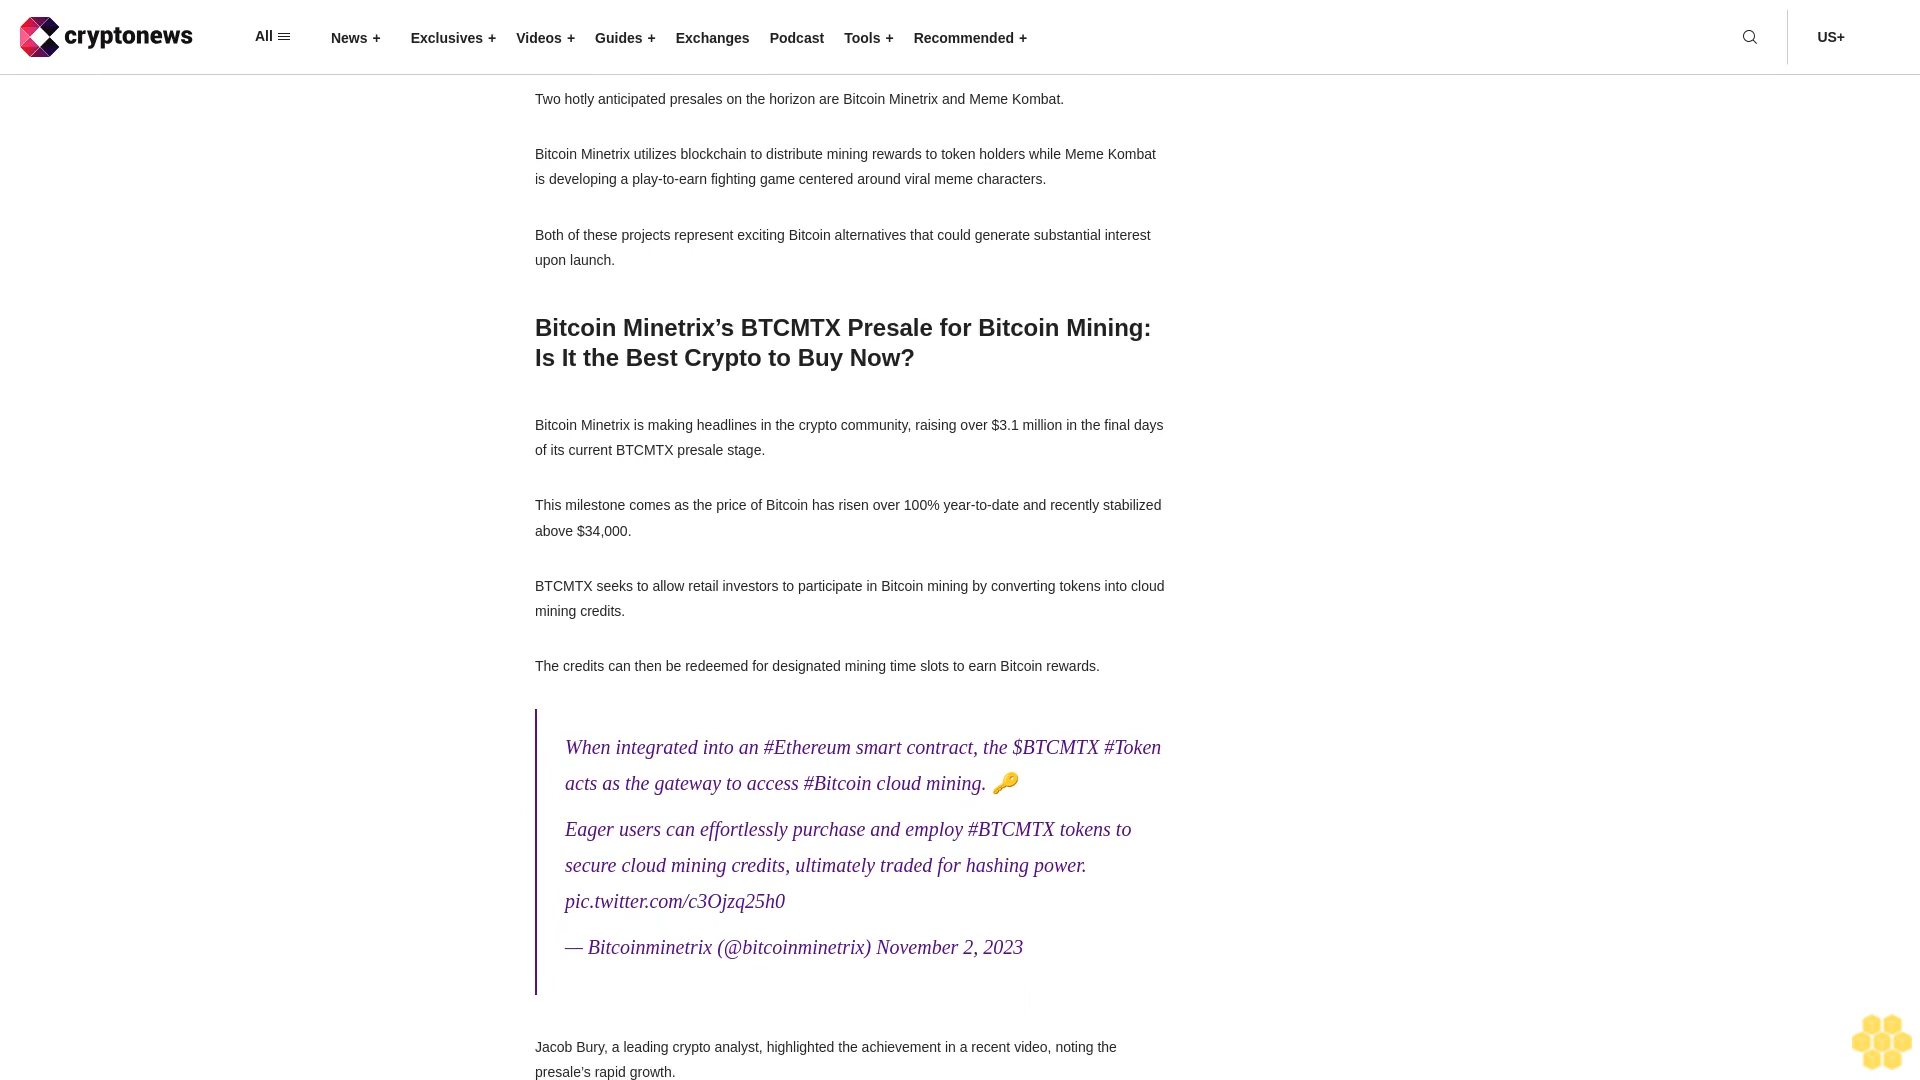 cryptonews
All
News +
Exclusives +
Videos +
Guides +
Exchanges
Podcast
Tools +
Recommended +
US+
Two hotly anticipated presales on the horizon are Bitcoin Minetrix and Meme Kombat.
Bitcoin Minetrix utilizes blockchain to distribute mining rewards to token holders while Meme Kombat
is developing a play-to-earn fighting game centered around viral meme characters.
Both of these projects represent exciting Bitcoin alternatives that could generate substantial interest
upon launch.
Bitcoin Minetrix’s BTCMTX Presale for Bitcoin Mining:
Is It the Best Crypto to Buy Now?
Bitcoin Minetrix is making headlines in the crypto community, raising over $3.1 million in the final days
of its current BTCMTX presale stage.
This milestone comes as the price of Bitcoin has risen over 100% year-to-date and recently stabilized
above $34,000.
BTCMTX seeks to allow retail investors to participate in Bitcoin mining by converting tokens into cloud
mining credits.
The credits can then be redeemed for designated mining time slots to earn Bitcoin rewards.
When integrated into an #Ethereum smart contract, the $BTCMTX #Token
acts as the gateway to access #Bitcoin cloud mining. 🔑
Eager users can effortlessly purchase and employ #BTCMTX tokens to
secure cloud mining credits, ultimately traded for hashing power.
pic.twitter.com/c3Ojzq25h0
— Bitcoinminetrix (@bitcoinminetrix) November 2, 2023
Jacob Bury, a leading crypto analyst, highlighted the achievement in a recent video, noting the
presale’s rapid growth.